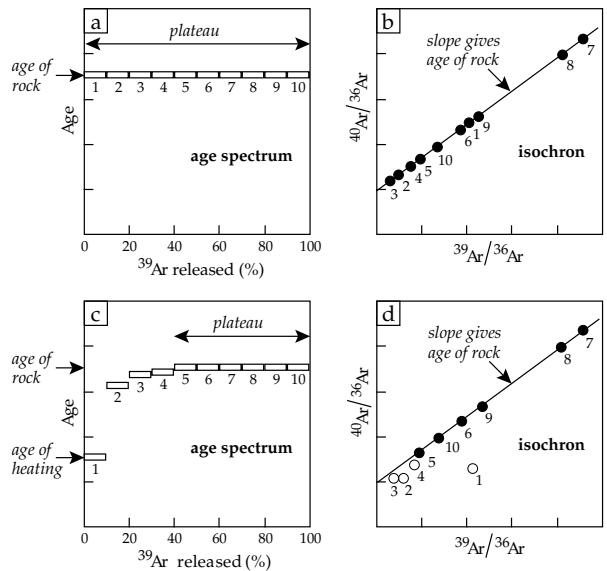 a
plateau
age of
rock
1 2 3 4 5 6 7 8 9 10
Age
age spectrum
0 20 40 60 80 100
39Ar released (%)
b
slope gives
age of rock
7
8
9
1
6
10
5
4
2
3
isochron
40Ar/36Ar
39Ar/36Ar
c
plateau
age of
rock
2
3
4
5 6 7 8 9 10
Age
age of
heating
1
age spectrum
0 20 40 60 80 100
39Ar released (%)
d
slope gives
age of rock
7
8
9
6
10
5
4
2
3
1
isochron
40Ar/36Ar
39Ar/36Ar